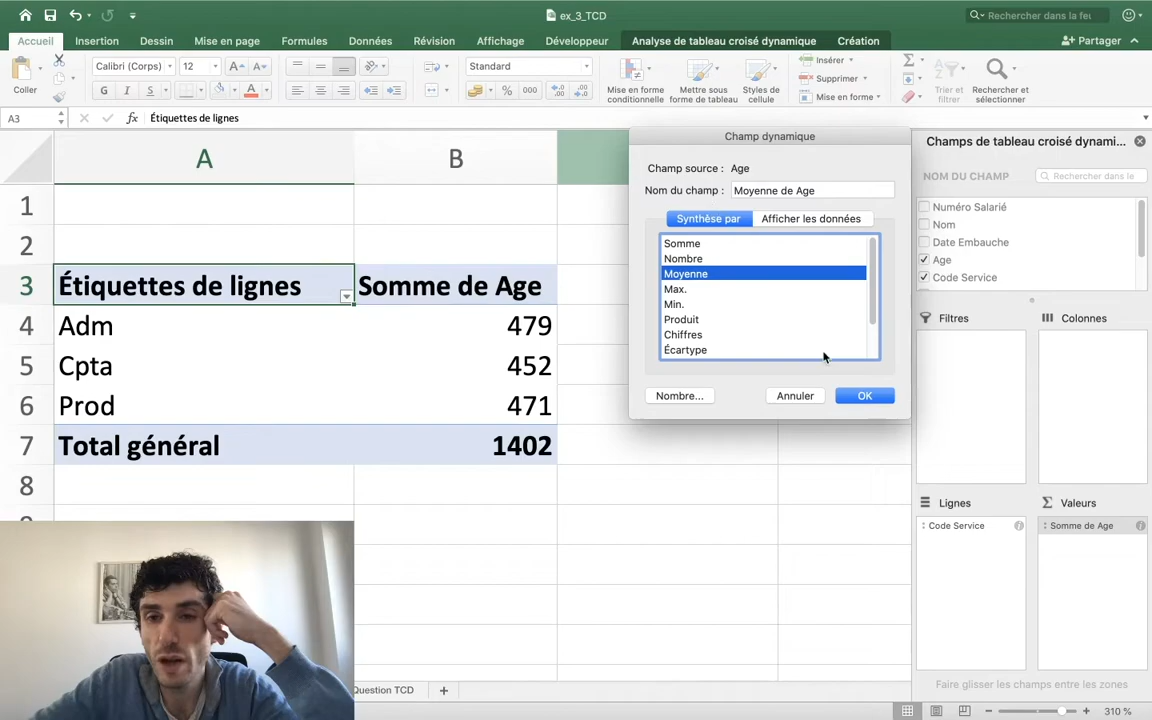 ex_3_TCD
Rechercher dans la feu
Accueil Insertion Dessin Mise en page Formules Données Révision Affichage Développeur Analyse de tableau croisé dynamique Création Partager
Coller
Calibri (Corps) 12
G I S
Standard
% 000
Mise en forme conditionnelle
Mettre sous forme de tableau
Styles de cellule
Insérer
Supprimer
Mise en forme
Trier et filtrer
Rechercher et sélectionner
A3 fx Étiquettes de lignes
A B
1
2
3 Étiquettes de lignes Somme de Age
4 Adm 479
5 Cpta 452
6 Prod 471
7 Total général 1402
8
Champ dynamique
Champ source : Age
Nom du champ : Moyenne de Age
Synthèse par Afficher les données
Somme
Nombre
Moyenne
Max.
Min.
Produit
Chiffres
Écartype
Nombre... Annuler OK
Champs de tableau croisé dynami...
NOM DU CHAMP Rechercher dans le
Numéro Salarié
Nom
Date Embauche
Age
Code Service
Filtres Colonnes
Lignes Valeurs
Code Service Somme de Age
Faire glisser les champs entre les zones
Question TCD
310 %